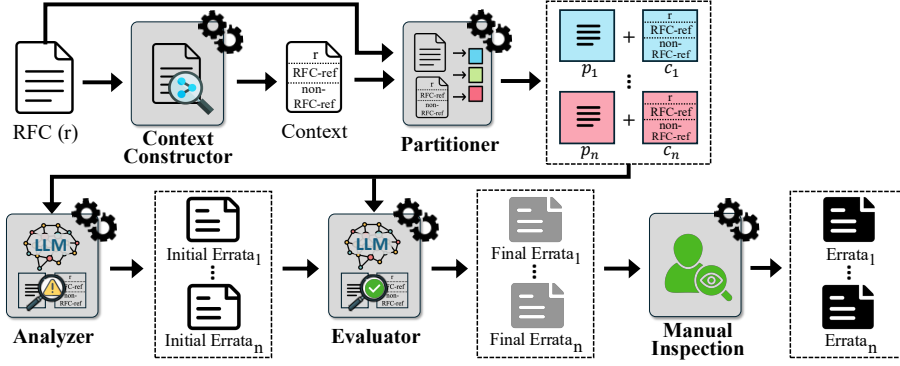 RFC (r)
Context
Constructor
r
RFC-ref
non-
RFC-ref
Context
r
RFC-ref
non-
RFC-ref
Partitioner
+
r
RFC-ref
non-
RFC-ref
p1
c1
+
r
RFC-ref
non-
RFC-ref
pn
cn
LLM
r
RFC-ref
non-
RFC-ref
Analyzer
Initial Errata1
Initial Erratan
LLM
r
RFC-ref
non-
RFC-ref
Evaluator
Final Errata1
Final Erratan
Manual
Inspection
Errata1
Erratan